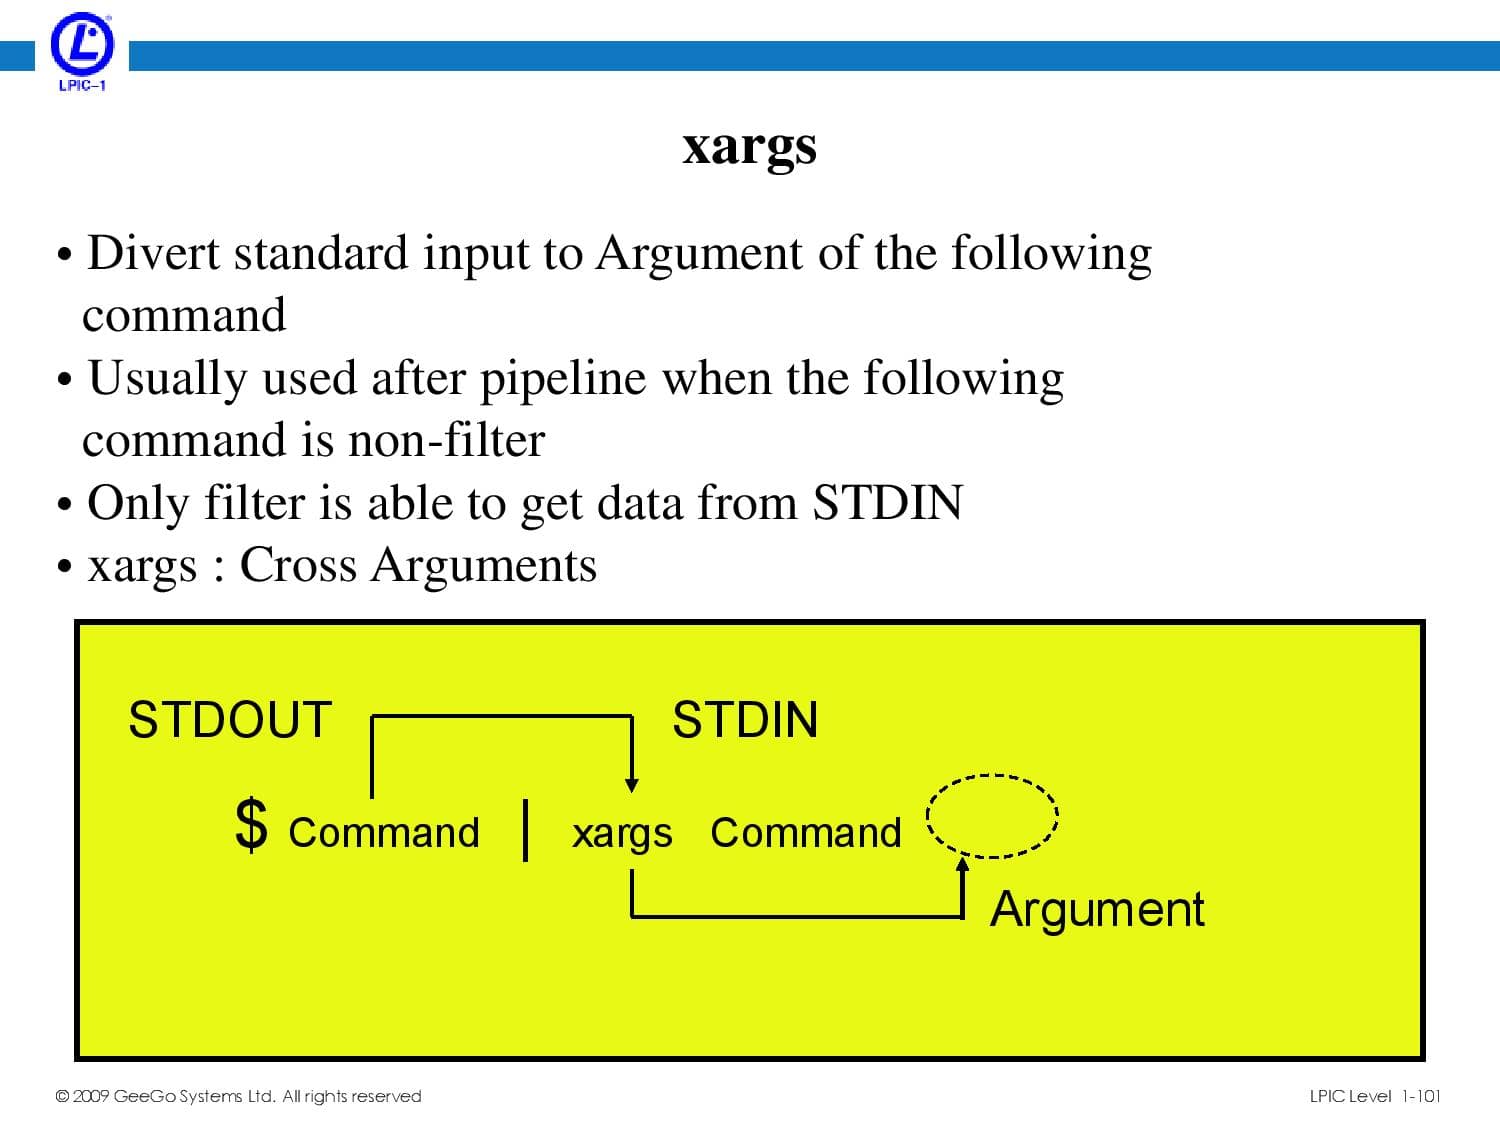 LPIC-1
xargs
• Divert standard input to Argument of the following
command
• Usually used after pipeline when the following
command is non-filter
• Only filter is able to get data from STDIN
• xargs : Cross Arguments
STDOUT STDIN
$ Command | xargs Command
Argument
© 2009 GeeGo Systems Ltd. All rights reserved LPIC Level 1-101